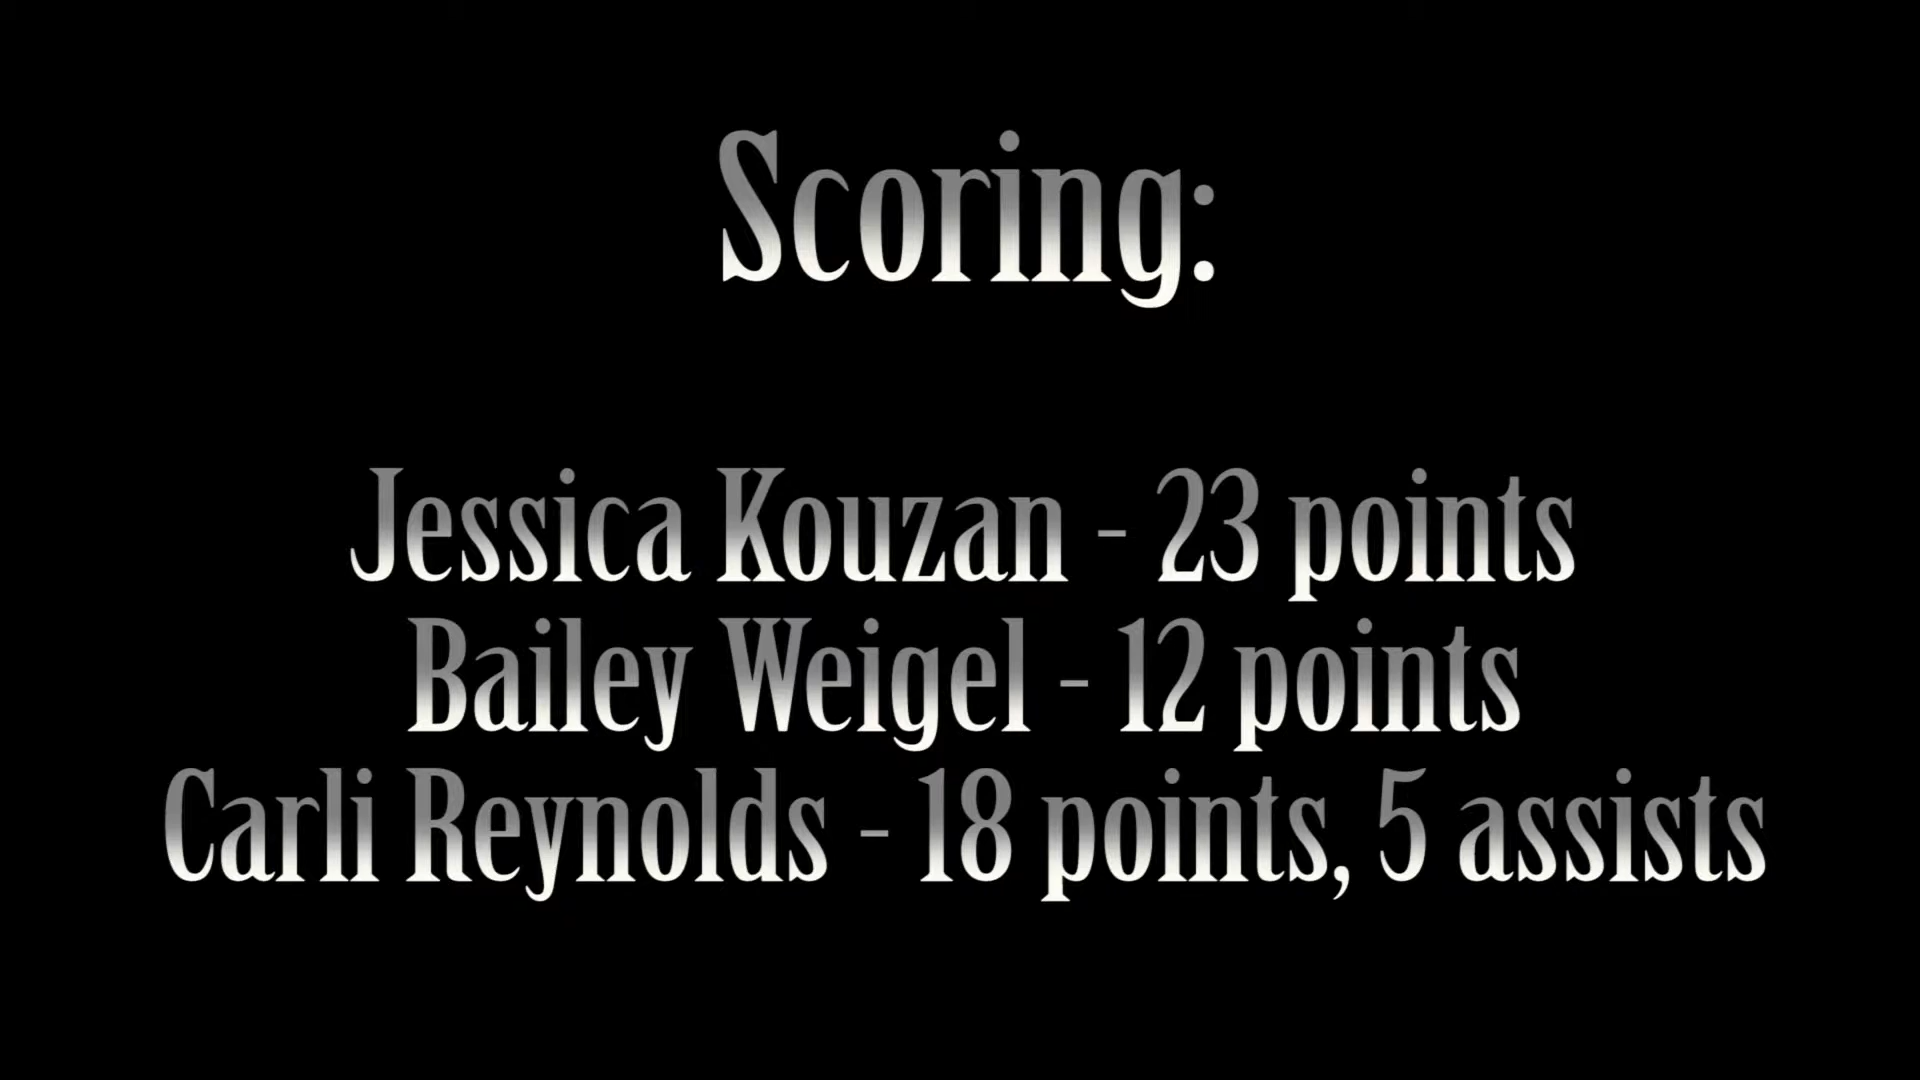 Scoring:
Jessica Kouzan - 23 points
Bailey Weigel - 12 points
Carli Reynolds - 18 points, 5 assists